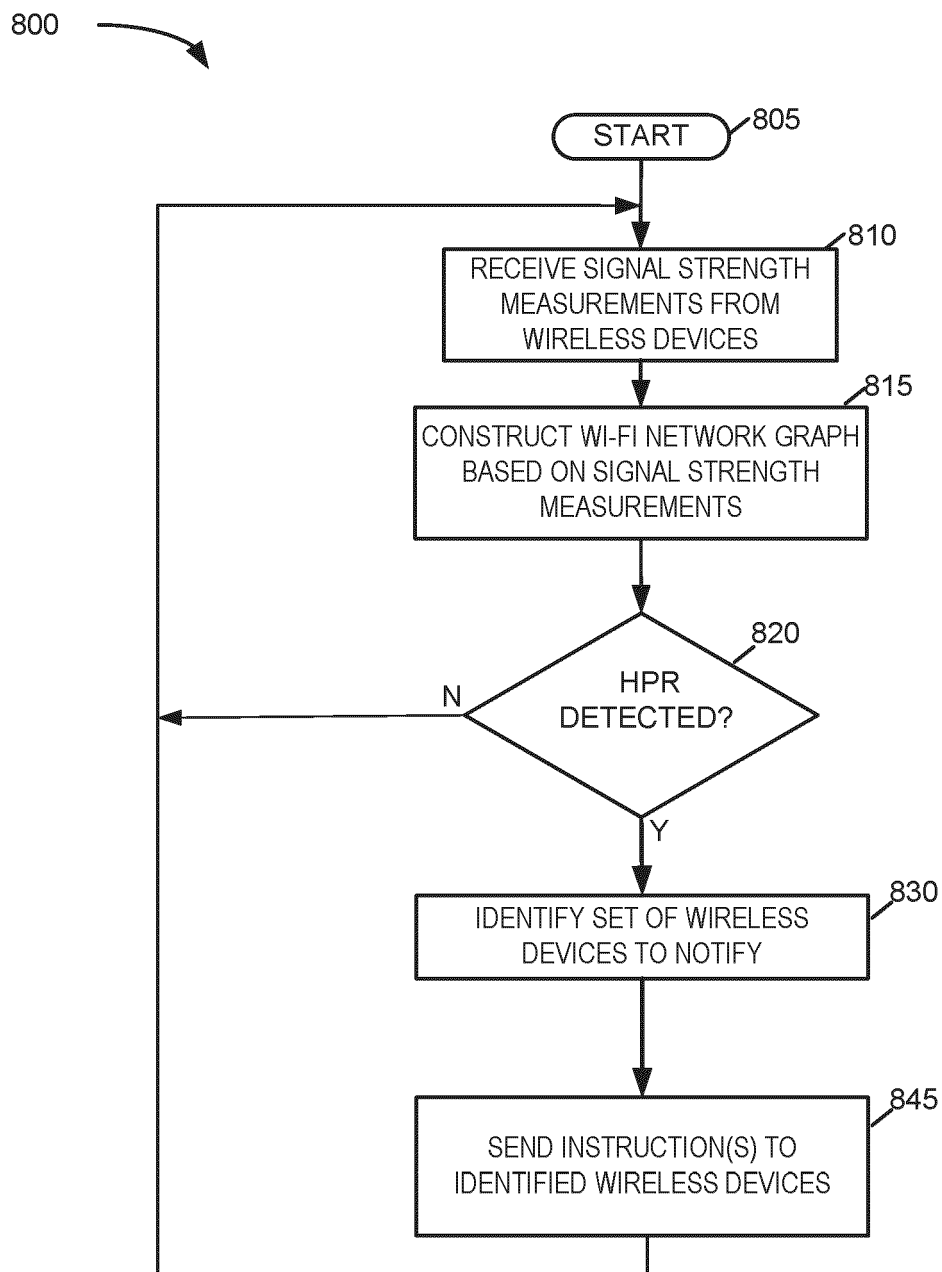 800
START
805
810
RECEIVE SIGNAL STRENGTH
MEASUREMENTS FROM
WIRELESS DEVICES
815
CONSTRUCT WI-FI NETWORK GRAPH
BASED ON SIGNAL STRENGTH
MEASUREMENTS
820
HPR
DETECTED?
N
Y
830
IDENTIFY SET OF WIRELESS
DEVICES TO NOTIFY
845
SEND INSTRUCTION(S) TO
IDENTIFIED WIRELESS DEVICES